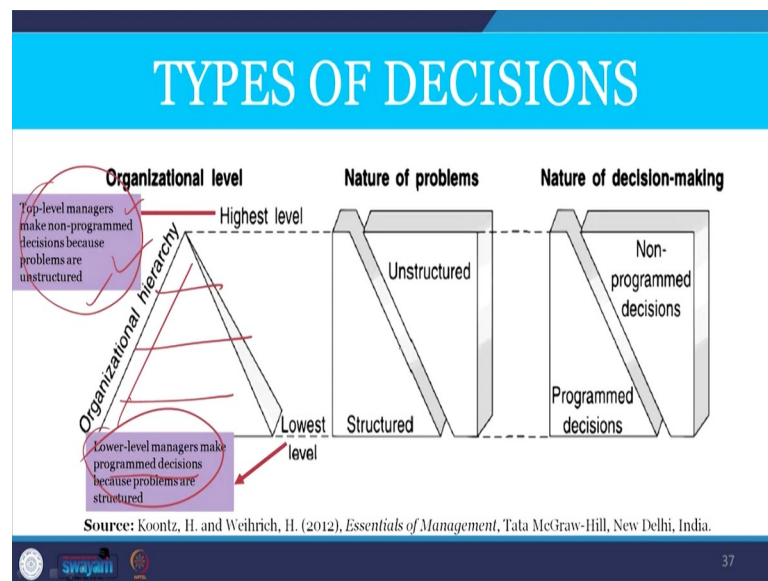 TYPES OF DECISIONS
Organizational level
Nature of problems
Nature of decision-making
Top-level managers
make non-programmed
decisions because
problems are
unstructured
Highest level
Organizational hierarchy
Lowest
level
Lower-level managers make
programmed decisions
because problems are
structured
Unstructured
Structured
Non-
programmed
decisions
Programmed
decisions
Source: Koontz, H. and Weihrich, H. (2012), Essentials of Management, Tata McGraw-Hill, New Delhi, India.
swayam
37